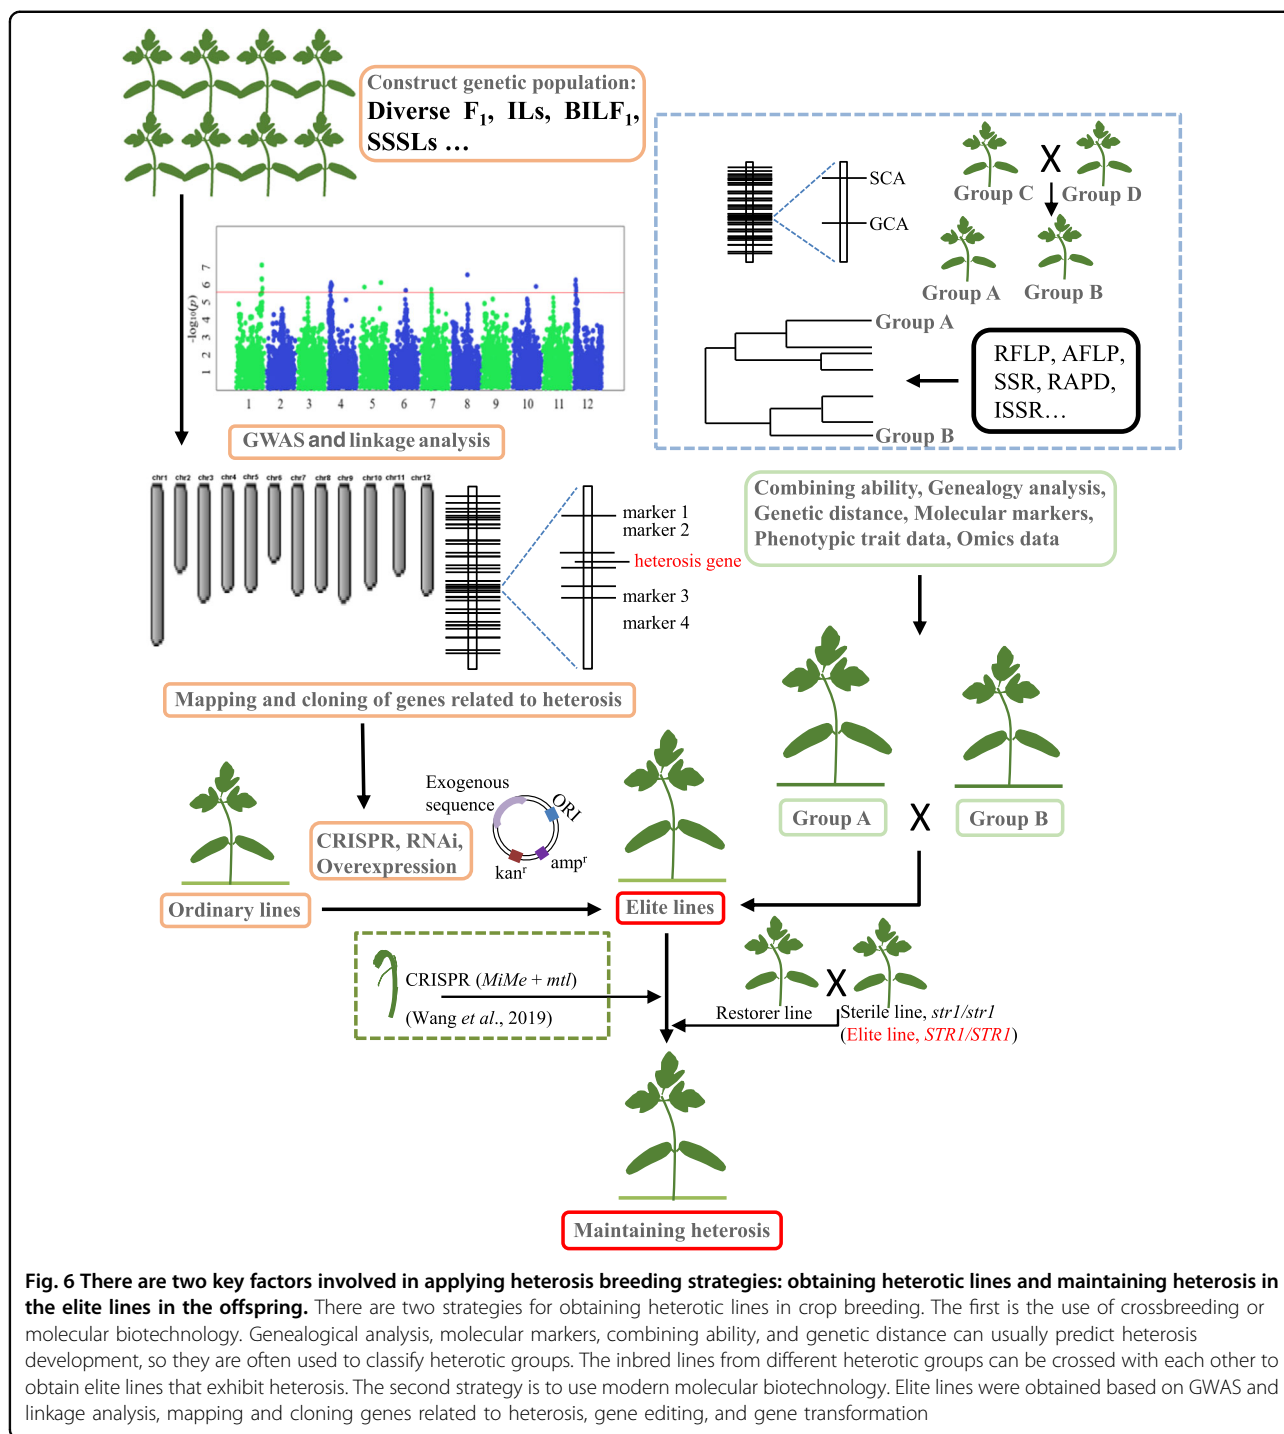 Construct genetic population:
Diverse F1, ILs, BILF1,
SSSLs …
SCA
GCA
X
Group C
Group D
Group A
Group B
-log10(p)
1 2 3 4 5 6 7
1 2 3 4 5 6 7 8 9 10 11 12
GWAS and linkage analysis
Group A
Group B
RFLP, AFLP,
SSR, RAPD,
ISSR…
chr1 chr2 chr3 chr4 chr5 chr6 chr7 chr8 chr9 chr10 chr11 chr12
marker 1
marker 2
heterosis gene
marker 3
marker 4
Combining ability, Genealogy analysis,
Genetic distance, Molecular markers,
Phenotypic trait data, Omics data
Mapping and cloning of genes related to heterosis
Exogenous
sequence
ORI
kanr
ampr
CRISPR, RNAi,
Overexpression
Group A
X
Group B
Ordinary lines
Elite lines
CRISPR (MiMe + mtl)
(Wang et al., 2019)
X
Restorer line
Sterile line, str1/str1
(Elite line, STR1/STR1)
Maintaining heterosis
Fig. 6 There are two key factors involved in applying heterosis breeding strategies: obtaining heterotic lines and maintaining heterosis in
the elite lines in the offspring. There are two strategies for obtaining heterotic lines in crop breeding. The first is the use of crossbreeding or
molecular biotechnology. Genealogical analysis, molecular markers, combining ability, and genetic distance can usually predict heterosis
development, so they are often used to classify heterotic groups. The inbred lines from different heterotic groups can be crossed with each other to
obtain elite lines that exhibit heterosis. The second strategy is to use modern molecular biotechnology. Elite lines were obtained based on GWAS and
linkage analysis, mapping and cloning genes related to heterosis, gene editing, and gene transformation